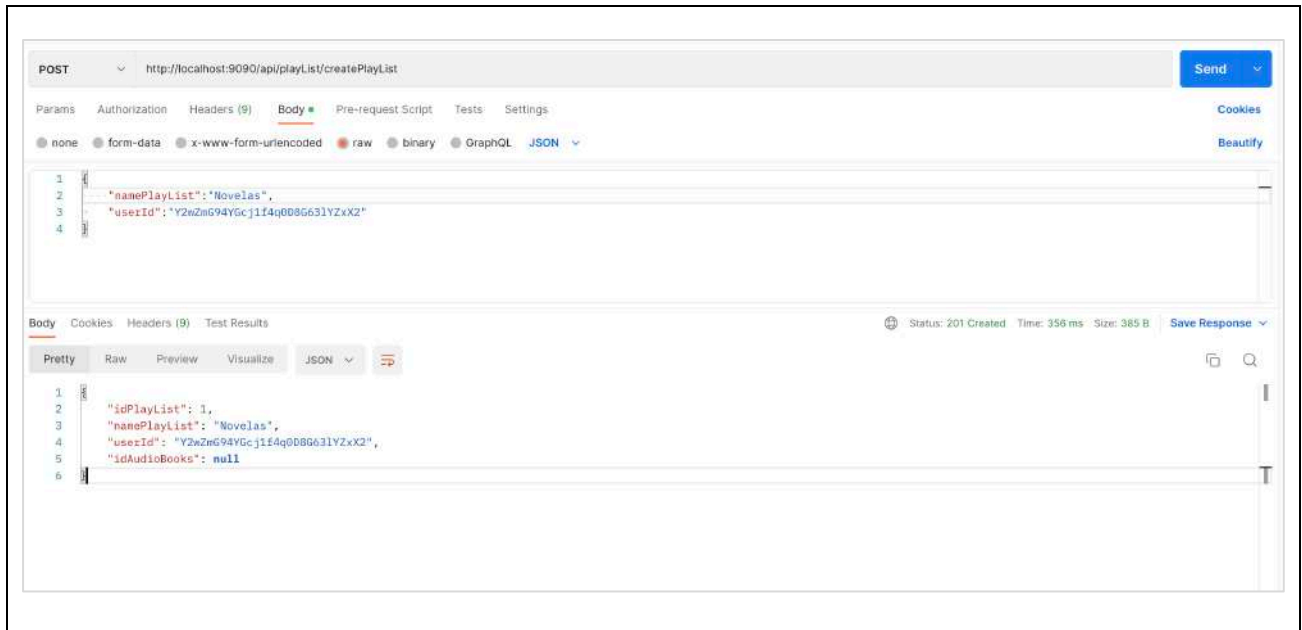 POST http://localhost:9090/api/playList/createPlayList Send
Params Authorization Headers (9) Body Pre-request Script Tests Settings Cookies
none form-data x-www-form-urlencoded raw binary GraphQL JSON Beautify
1 {
2 "namePlayList":"Novelas",
3 "userId":"Y2wZmG94YGcj1f4q0D8G63lYZxX2"
4 }
Body Cookies Headers (9) Test Results Status: 201 Created Time: 356 ms Size: 385 B Save Response
Pretty Raw Preview Visualize JSON
1 {
2 "idPlayList": 1,
3 "namePlayList": "Novelas",
4 "userId": "Y2wZmG94YGcj1f4q0D8G63lYZxX2",
5 "idAudioBooks": null
6 }